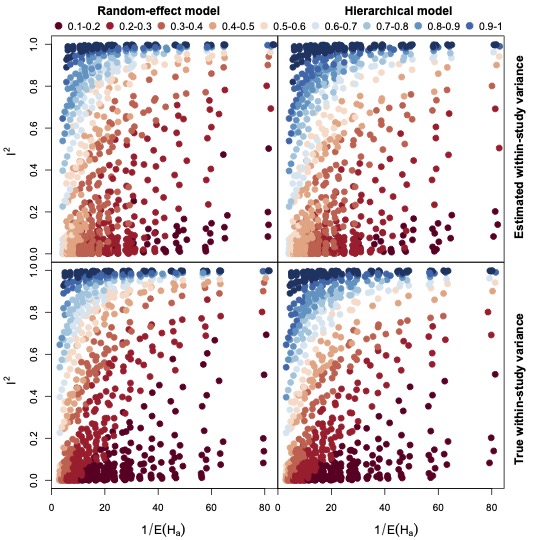 Random-effect model Hierarchical model
0.1-0.2 0.2-0.3 0.3-0.4 0.4-0.5 0.5-0.6 0.6-0.7 0.7-0.8 0.8-0.9 0.9-1
1.0
0.8
0.6
0.4
0.2
0.0
I²
Estimated within-study variance
1.0
0.8
0.6
0.4
0.2
0.0
I²
True within-study variance
0 20 40 60 80 0 20 40 60 80
1/E(Hₐ) 1/E(Hₐ)